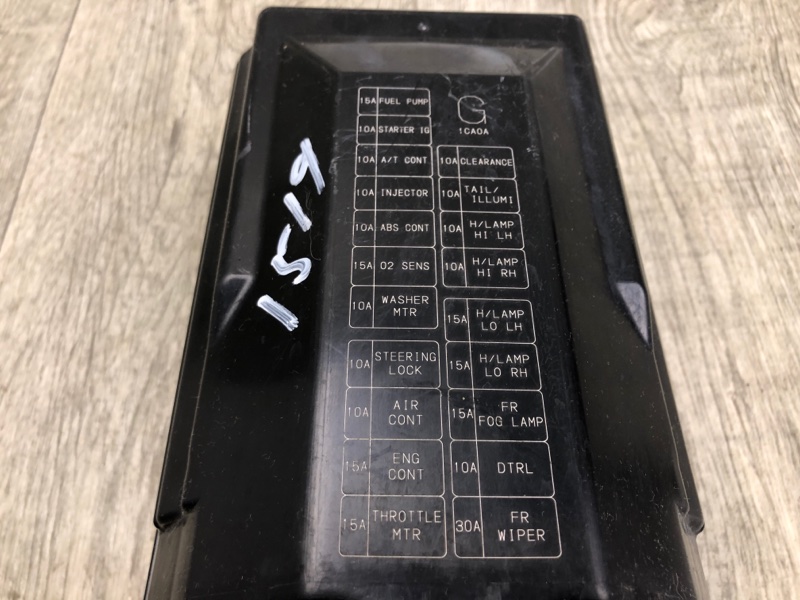 15A FUEL PUMP
10A STARTER IG
10A A/T CONT
10A INJECTOR
10A ABS CONT
15A O2 SENS
10A WASHER
MTR
10A STEERING
LOCK
10A AIR
CONT
15A ENG
CONT
15A THROTTLE
MTR
G
1CA0A
10A CLEARANCE
10A TAIL/
ILLUMI
10A H/LAMP
HI LH
10A H/LAMP
HI RH
15A H/LAMP
LO LH
15A H/LAMP
LO RH
15A FR
FOG LAMP
10A DTRL
30A FR
WIPER
1519